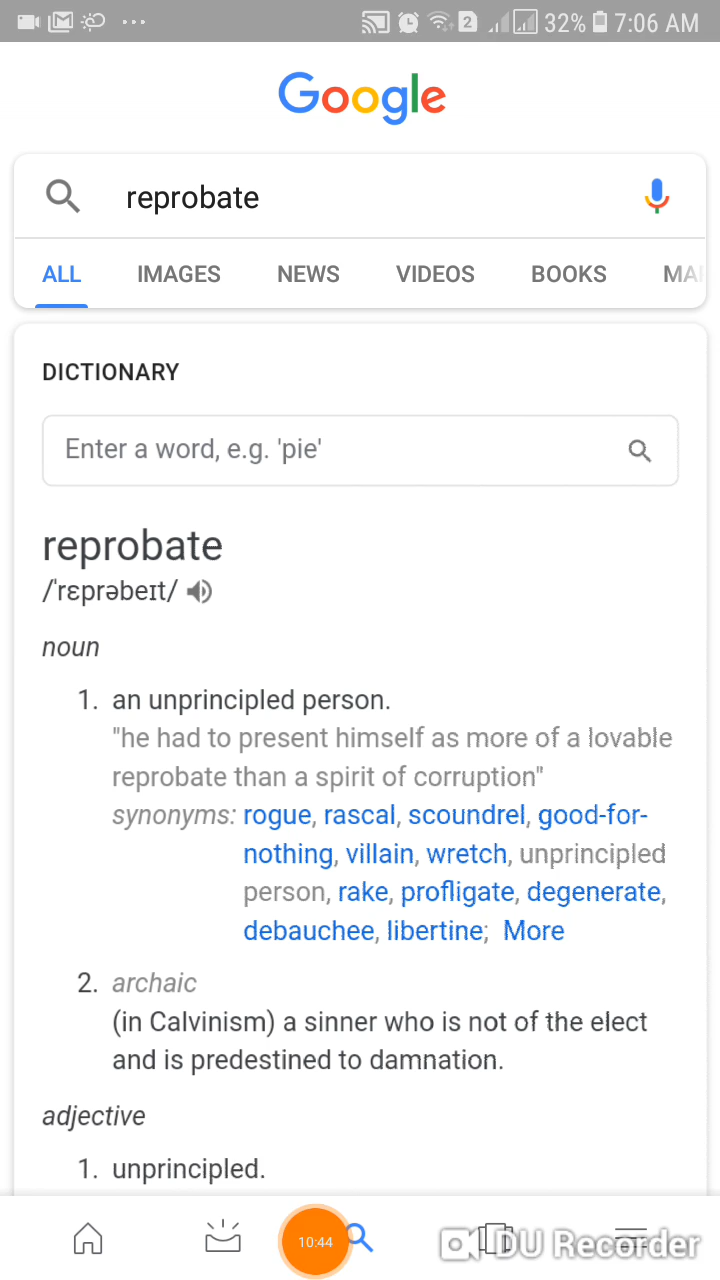 2 32% 7:06 AM
Google
reprobate
ALL IMAGES NEWS VIDEOS BOOKS MA
DICTIONARY
Enter a word, e.g. 'pie'
reprobate
/ˈrɛprəbeɪt/
noun
1. an unprincipled person.
"he had to present himself as more of a lovable
reprobate than a spirit of corruption"
synonyms: rogue, rascal, scoundrel, good-for-
nothing, villain, wretch, unprincipled
person, rake, profligate, degenerate,
debauchee, libertine; More
2. archaic
(in Calvinism) a sinner who is not of the elect
and is predestined to damnation.
adjective
1. unprincipled.
10:44 DU Recorder